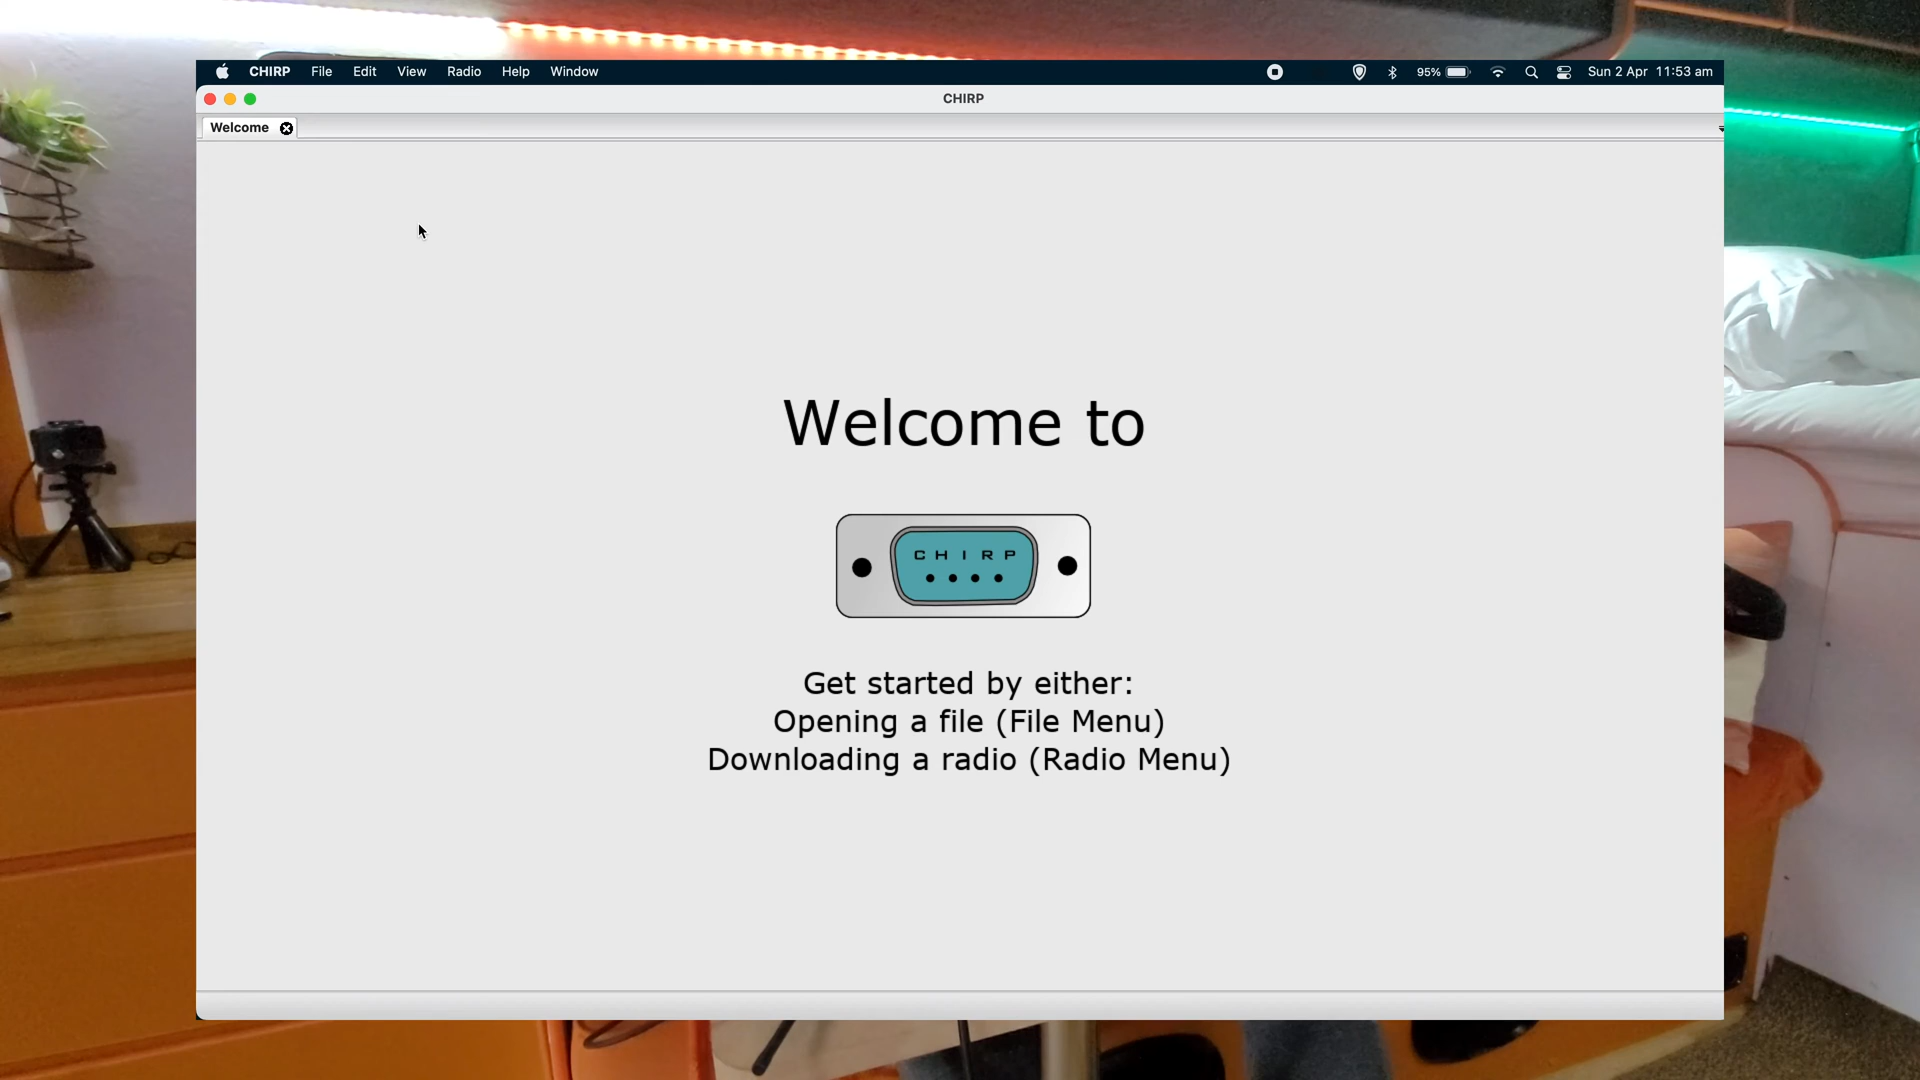 CHIRP File Edit View Radio Help Window 95% Sun 2 Apr 11:53 am
CHIRP
Welcome
Welcome to
CHIRP
Get started by either:
Opening a file (File Menu)
Downloading a radio (Radio Menu)